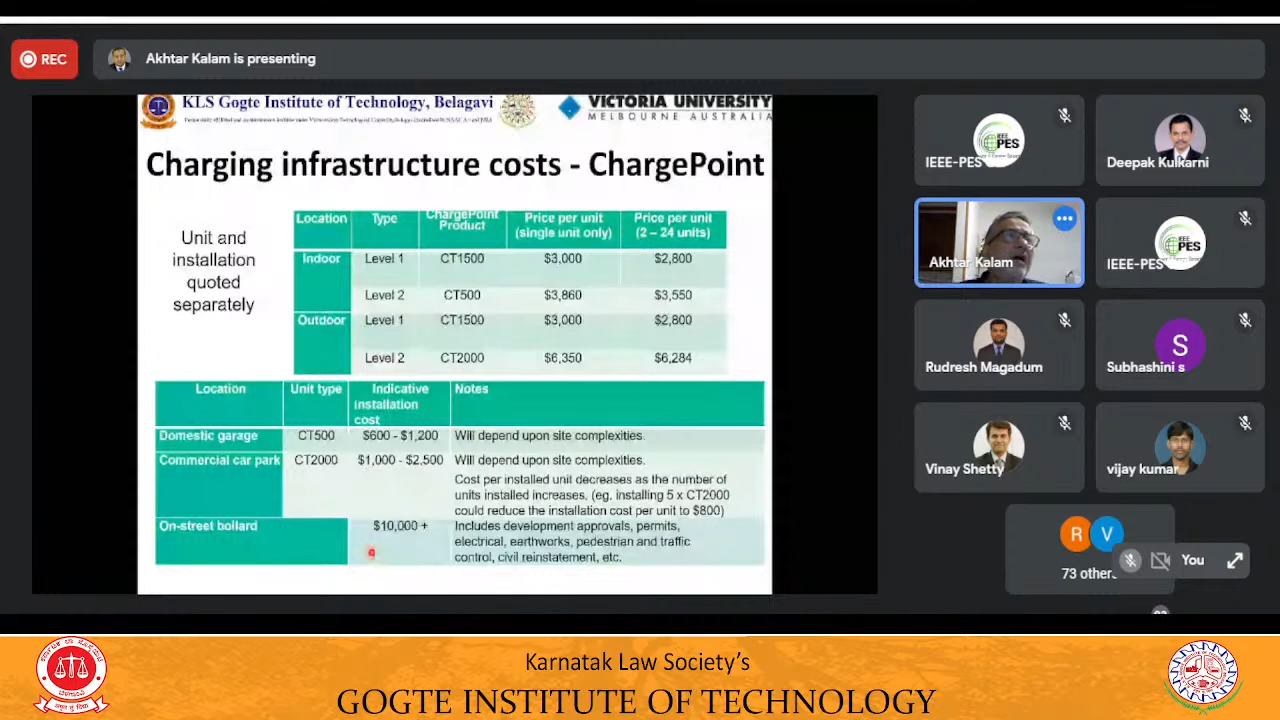 REC
Akhtar Kalam is presenting
KLS Gogte Institute of Technology, Belagavi
VICTORIA UNIVERSITY
MELBOURNE AUSTRALIA
Charging infrastructure costs - ChargePoint
Unit and
installation
quoted
separately
Location Type ChargePoint Product Price per unit (single unit only) Price per unit (2 – 24 units)
Indoor Level 1 CT1500 $3,000 $2,800
Level 2 CT500 $3,860 $3,550
Outdoor Level 1 CT1500 $3,000 $2,800
Level 2 CT2000 $6,350 $6,284
Location Unit type Indicative installation cost Notes
Domestic garage CT500 $600 - $1,200 Will depend upon site complexities.
Commercial car park CT2000 $1,000 - $2,500 Will depend upon site complexities.
Cost per installed unit decreases as the number of
units installed increases, (eg. installing 5 x CT2000
could reduce the installation cost per unit to $800)
On-street bollard $10,000 + Includes development approvals, permits,
electrical, earthworks, pedestrian and traffic
control, civil reinstatement, etc.
IEEE-PES
IEEE PES
Deepak Kulkarni
Akhtar Kalam
IEEE-PES
IEEE PES
Rudresh Magadum
S
Subhashini s
Vinay Shetty
vijay kumar
R V
73 others
You
Karnatak Law Society's
GOGTE INSTITUTE OF TECHNOLOGY